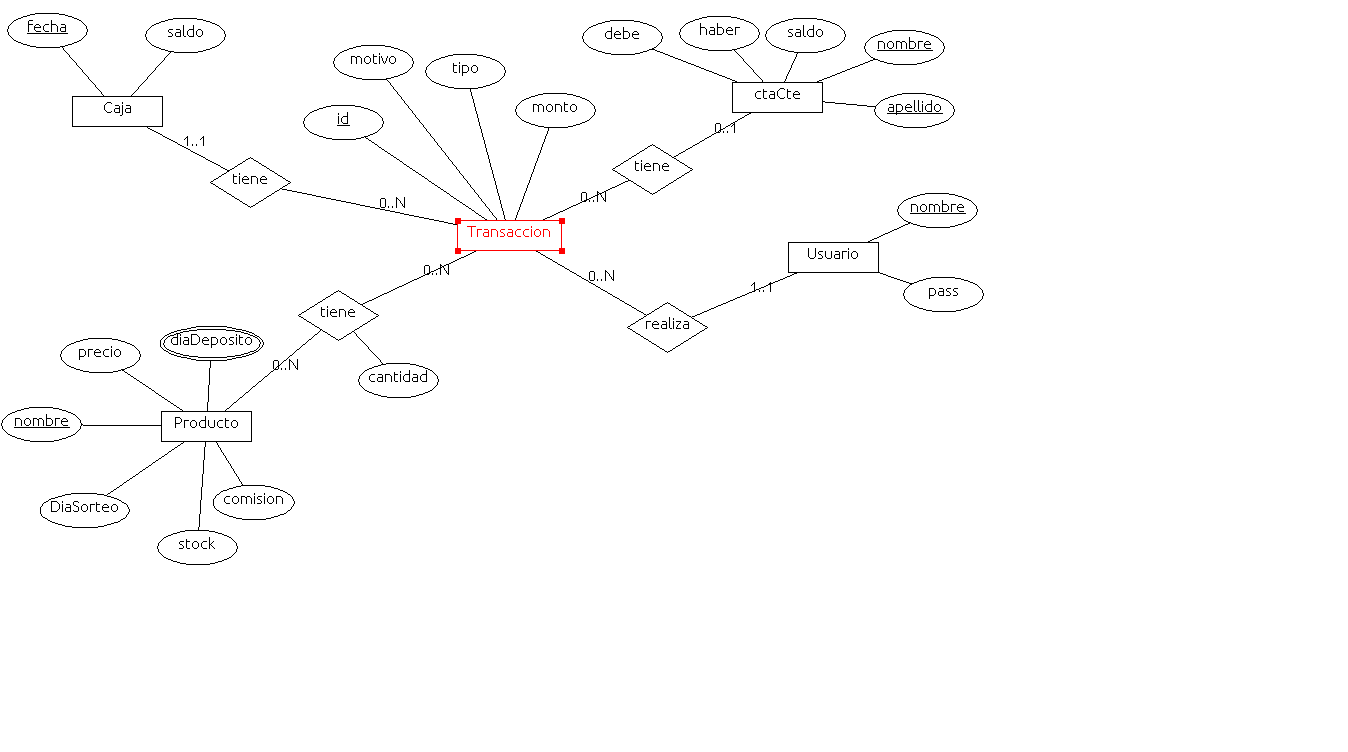 fecha
saldo
motivo
tipo
id
monto
debe
haber
saldo
nombre
apellido
ctaCte
Caja
1..1
tiene
0..N
0..1
tiene
0..N
Transaccion
nombre
Usuario
pass
0..N
1..1
realiza
0..N
tiene
cantidad
0..N
diaDeposito
precio
nombre
Producto
DiaSorteo
comision
stock